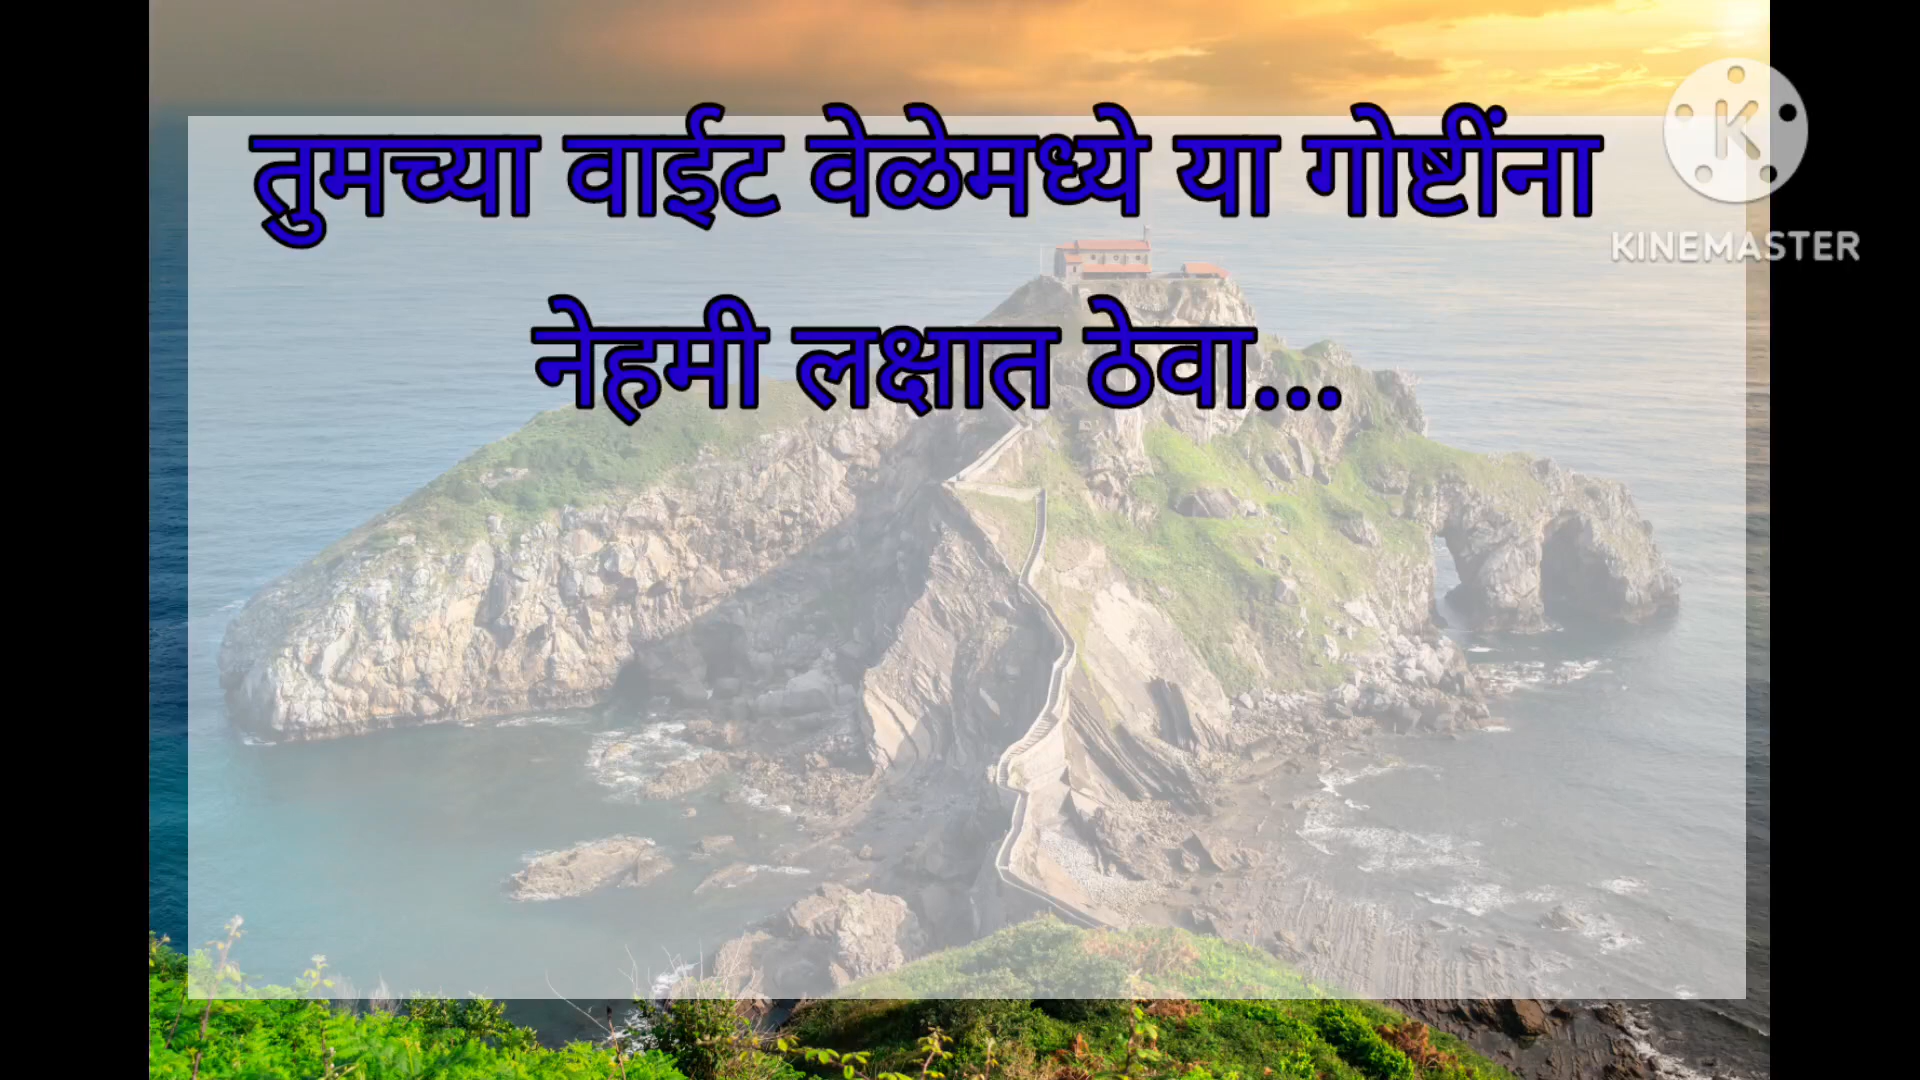 तुमच्या वाईट वेळेमध्ये या गोष्टींना
नेहमी लक्षात ठेवा...
K
KINEMASTER